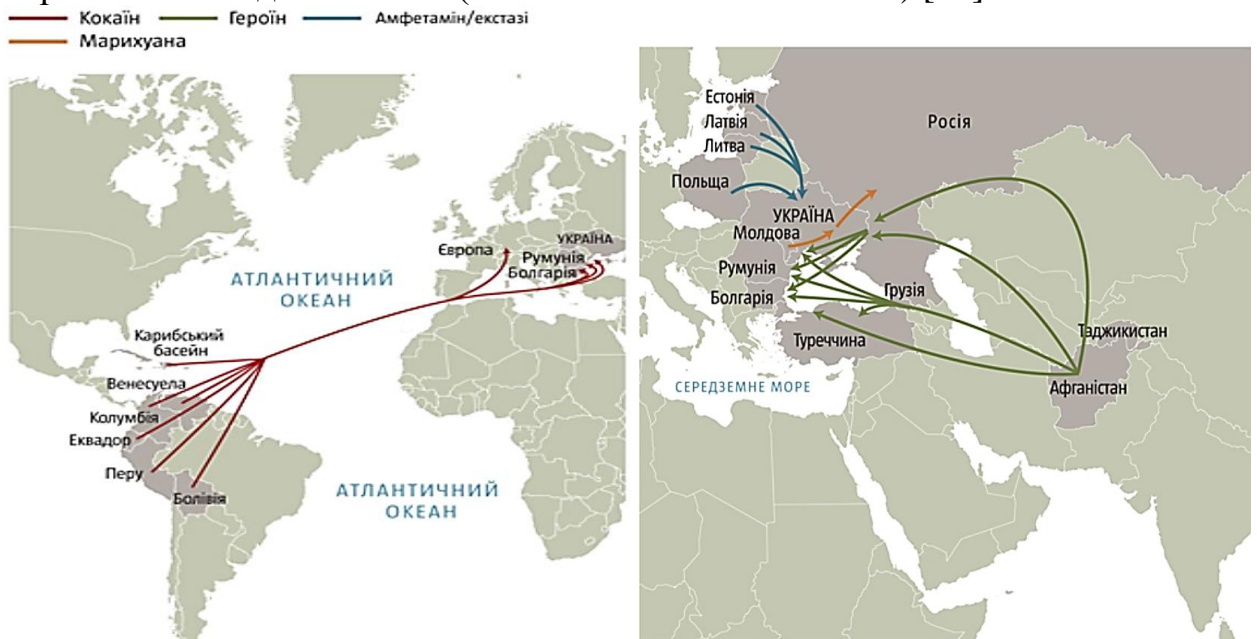 Кокаїн
Героїн
Амфетамін/екстазі
Марихуана
УКРАЇНА
Європа
Румунія
Болгарія
АТЛАНТИЧНИЙ
ОКЕАН
Карибський
басейн
Венесуела
Колумбія
Еквадор
Перу
Болівія
АТЛАНТИЧНИЙ
ОКЕАН
Естонія
Латвія
Литва
Росія
Польща
УКРАЇНА
Молдова
Румунія
Грузія
Болгарія
Таджикистан
Туреччина
СЕРЕДЗЕМНЕ МОРЕ
Афганістан